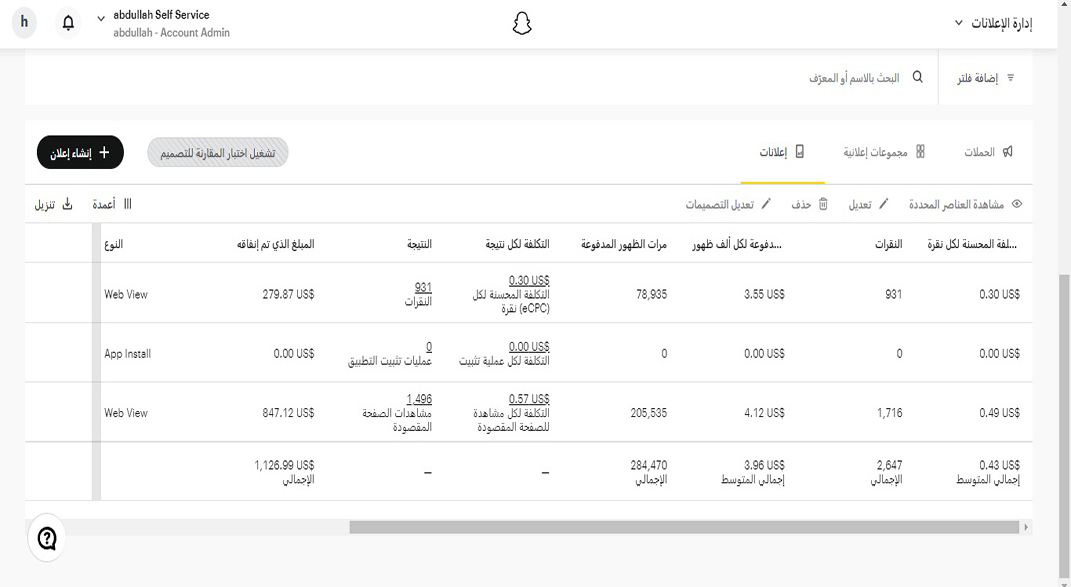 إدارة الإعلانات
abdullah Self Service
abdullah - Account Admin
h
إضافة فلتر
البحث بالاسم أو المعرّف
الحملات
مجموعات إعلانية
إعلانات
تشغيل اختبار المقارنة للتصميم
إنشاء إعلان
مشاهدة العناصر المحددة
تعديل
حذف
تعديل التصميمات
أعمدة
تنزيل
...لفة المحسنة لكل نقرة
النقرات
...دفوعة لكل ألف ظهور
مرات الظهور المدفوعة
التكلفة لكل نتيجة
النتيجة
المبلغ الذي تم إنفاقه
النوع
0.30 US$
931
3.55 US$
78,935
0.30 US$
التكلفة المحسنة لكل
نقرة (eCPC)
931
النقرات
279.87 US$
Web View
0.00 US$
0
0.00 US$
0
0.00 US$
التكلفة لكل عملية تثبيت
0
عمليات تثبيت التطبيق
0.00 US$
App Install
0.49 US$
1,716
4.12 US$
205,535
0.57 US$
التكلفة لكل مشاهدة
للصفحة المقصودة
1,496
مشاهدات الصفحة
المقصودة
847.12 US$
Web View
0.43 US$
إجمالي المتوسط
2,647
الإجمالي
3.96 US$
إجمالي المتوسط
284,470
الإجمالي
—
—
1,126.99 US$
الإجمالي